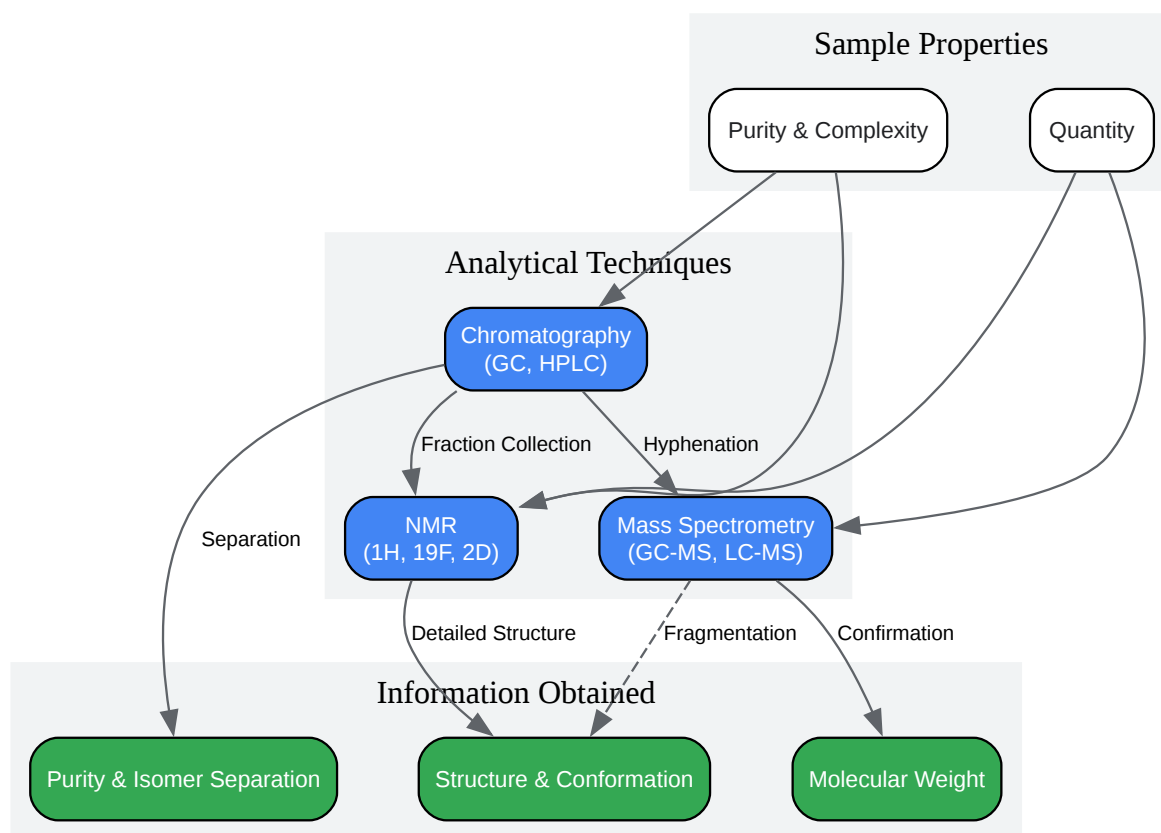 Sample Properties
Purity & Complexity
Quantity
Analytical Techniques
Chromatography
(GC, HPLC)
Fraction Collection
Hyphenation
Separation
NMR
(1H, 19F, 2D)
Mass Spectrometry
(GC-MS, LC-MS)
Detailed Structure
Fragmentation
Confirmation
Information Obtained
Purity & Isomer Separation
Structure & Conformation
Molecular Weight